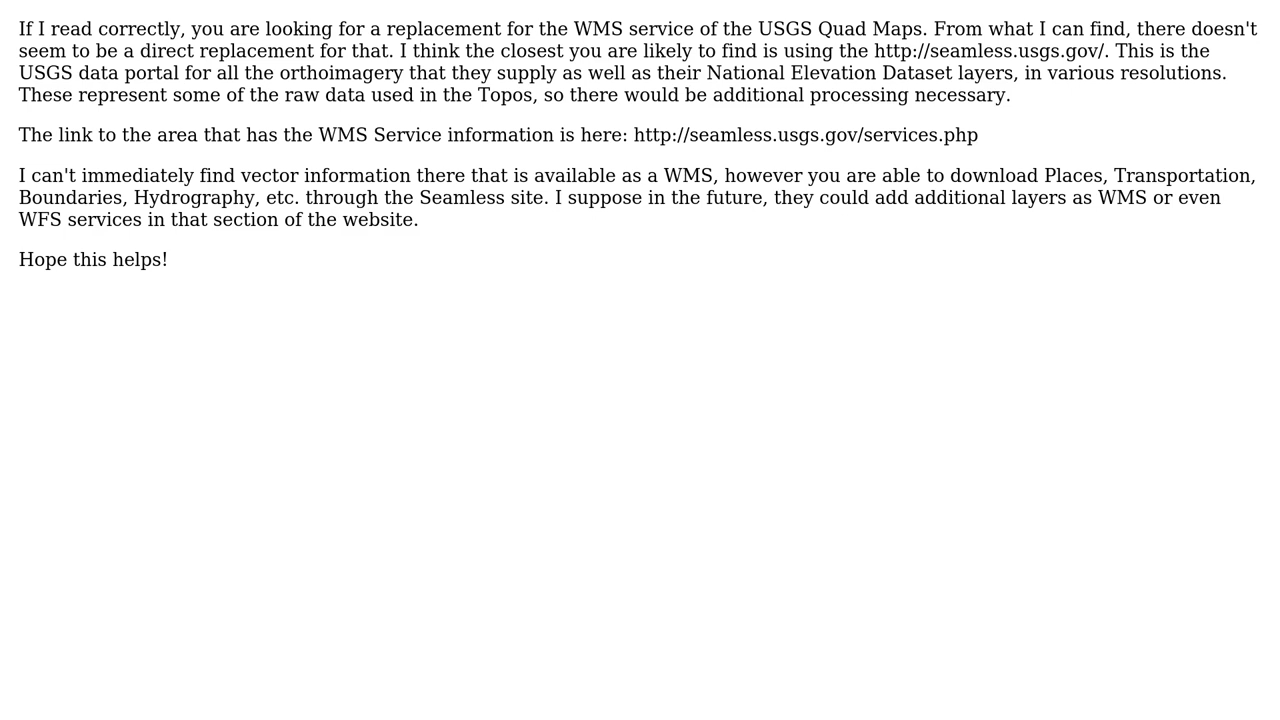 If I read correctly, you are looking for a replacement for the WMS service of the USGS Quad Maps. From what I can find, there doesn't
seem to be a direct replacement for that. I think the closest you are likely to find is using the http://seamless.usgs.gov/. This is the
USGS data portal for all the orthoimagery that they supply as well as their National Elevation Dataset layers, in various resolutions.
These represent some of the raw data used in the Topos, so there would be additional processing necessary.
The link to the area that has the WMS Service information is here: http://seamless.usgs.gov/services.php
I can't immediately find vector information there that is available as a WMS, however you are able to download Places, Transportation,
Boundaries, Hydrography, etc. through the Seamless site. I suppose in the future, they could add additional layers as WMS or even
WFS services in that section of the website.
Hope this helps!